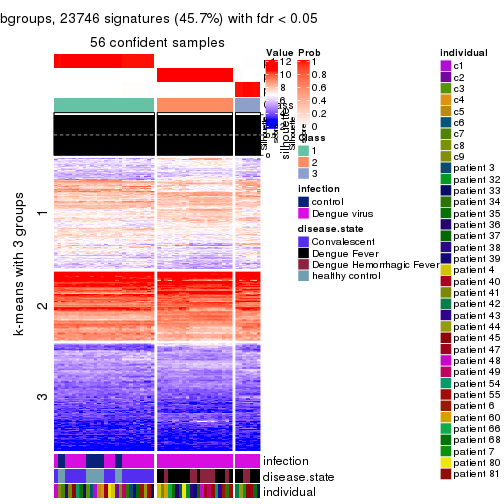 bgroups, 23746 signatures (45.7%) with fdr < 0.05
56 confident samples
k-means with 3 groups
1
2
3
Value
12
10
8
6
Prob
1
0.8
0.6
0.4
0.2
0
silhouette
Class
1
2
3
infection
control
Dengue virus
disease.state
Convalescent
Dengue Fever
Dengue Hemorrhagic Fever
healthy control
infection
disease.state
individual
individual
c1
c2
c3
c4
c5
c6
c7
c8
c9
patient 3
patient 32
patient 33
patient 34
patient 35
patient 36
patient 37
patient 38
patient 39
patient 4
patient 40
patient 41
patient 42
patient 43
patient 44
patient 45
patient 47
patient 48
patient 49
patient 54
patient 55
patient 6
patient 60
patient 66
patient 68
patient 7
patient 80
patient 81